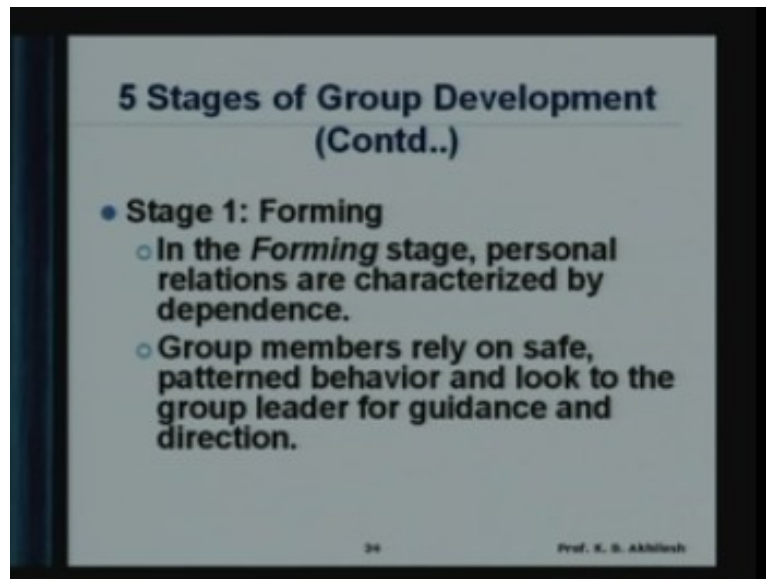 5 Stages of Group Development
(Contd..)
Stage 1: Forming
In the Forming stage, personal
relations are characterized by
dependence.
Group members rely on safe,
patterned behavior and look to the
group leader for guidance and
direction.
34 Prof. K. B. Akhilesh